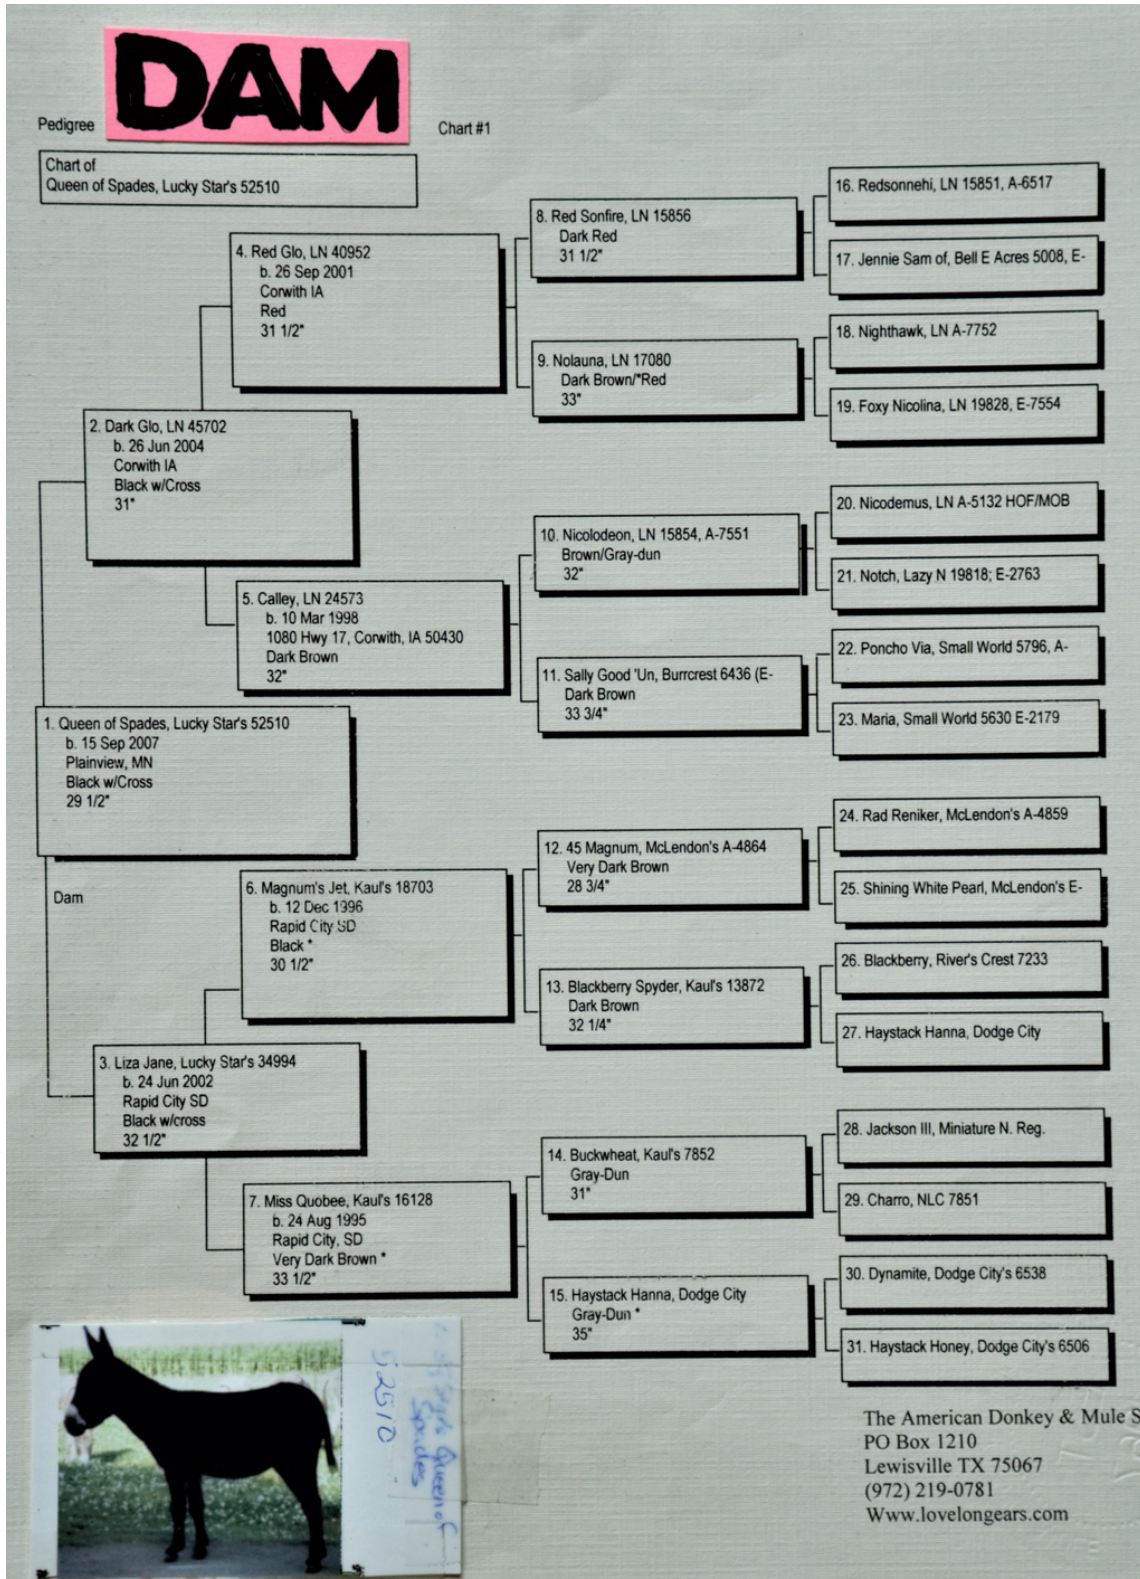 DAM
Pedigree
Chart #1
Chart of
Queen of Spades, Lucky Star's 52510
1. Queen of Spades, Lucky Star's 52510
b. 15 Sep 2007
Plainview, MN
Black w/Cross
29 1/2"
Dam
2. Dark Glo, LN 45702
b. 26 Jun 2004
Corwith IA
Black w/Cross
31"
3. Liza Jane, Lucky Star's 34994
b. 24 Jun 2002
Rapid City SD
Black w/cross
32 1/2"
4. Red Glo, LN 40952
b. 26 Sep 2001
Corwith IA
Red
31 1/2"
5. Calley, LN 24573
b. 10 Mar 1998
1080 Hwy 17, Corwith, IA 50430
Dark Brown
32"
6. Magnum's Jet, Kaul's 18703
b. 12 Dec 1996
Rapid City SD
Black *
30 1/2"
7. Miss Quobee, Kaul's 16128
b. 24 Aug 1995
Rapid City, SD
Very Dark Brown *
33 1/2"
8. Red Sonfire, LN 15856
Dark Red
31 1/2"
9. Nolauna, LN 17080
Dark Brown/*Red
33"
10. Nicolodeon, LN 15854, A-7551
Brown/Gray-dun
32"
11. Sally Good 'Un, Burrcrest 6436 (E-
Dark Brown
33 3/4"
12. 45 Magnum, McLendon's A-4864
Very Dark Brown
28 3/4"
13. Blackberry Spyder, Kaul's 13872
Dark Brown
32 1/4"
14. Buckwheat, Kaul's 7852
Gray-Dun
31"
15. Haystack Hanna, Dodge City
Gray-Dun *
35"
16. Redsonnehi, LN 15851, A-6517
17. Jennie Sam of, Bell E Acres 5008, E-
18. Nighthawk, LN A-7752
19. Foxy Nicolina, LN 19828, E-7554
20. Nicodemus, LN A-5132 HOF/MOB
21. Notch, Lazy N 19818; E-2763
22. Poncho Via, Small World 5796, A-
23. Maria, Small World 5630 E-2179
24. Rad Reniker, McLendon's A-4859
25. Shining White Pearl, McLendon's E-
26. Blackberry, River's Crest 7233
27. Haystack Hanna, Dodge City
28. Jackson III, Miniature N. Reg.
29. Charro, NLC 7851
30. Dynamite, Dodge City's 6538
31. Haystack Honey, Dodge City's 6506
Queen of
Spades
52510
The American Donkey & Mule S
PO Box 1210
Lewisville TX 75067
(972) 219-0781
Www.lovelongears.com